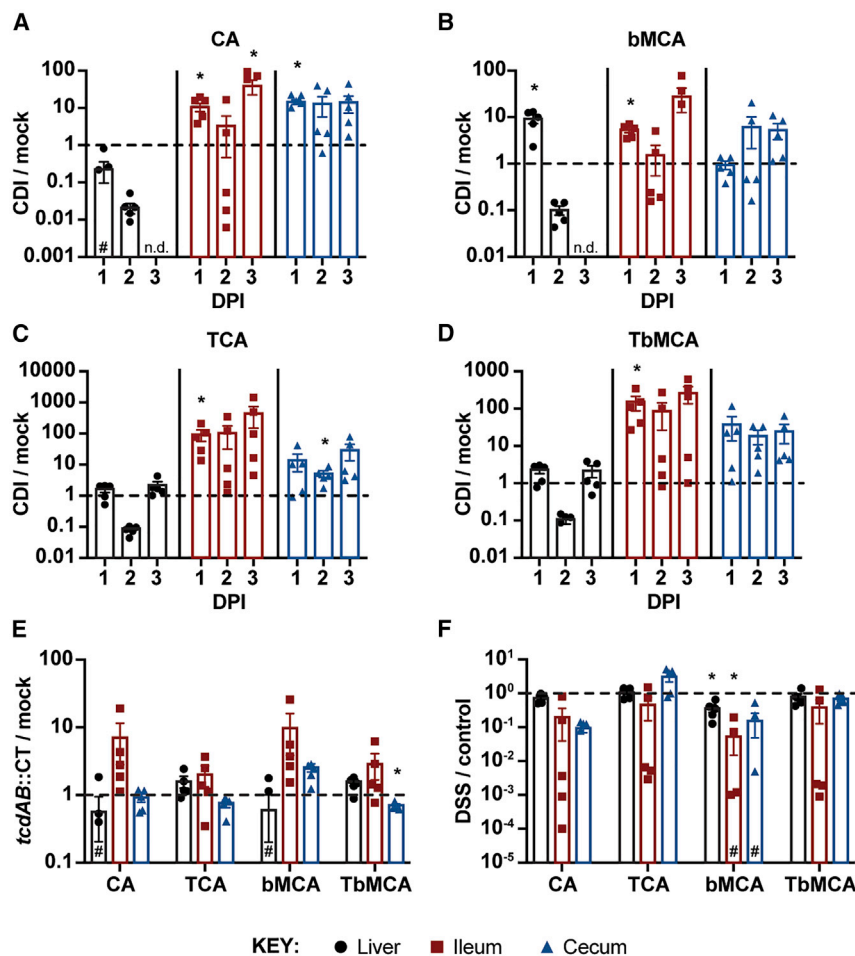 A
CA
CDI / mock
100
10
1
0.1
0.01
0.001
* * * *
# n.d.
1 2 3 1 2 3 1 2 3
DPI
B
bMCA
CDI / mock
100
10
1
0.1
0.01
* *
n.d.
1 2 3 1 2 3 1 2 3
DPI
C
TCA
CDI / mock
10000
1000
100
10
1
0.1
0.01
* *
1 2 3 1 2 3 1 2 3
DPI
D
TbMCA
CDI / mock
1000
100
10
1
0.1
0.01
*
1 2 3 1 2 3 1 2 3
DPI
E
tcdAB::CT / mock
100
10
1
0.1
*
# #
CA TCA bMCA TbMCA
F
DSS / control
10¹
10⁰
10⁻¹
10⁻²
10⁻³
10⁻⁴
10⁻⁵
* *
# #
CA TCA bMCA TbMCA
KEY: Liver Ileum Cecum